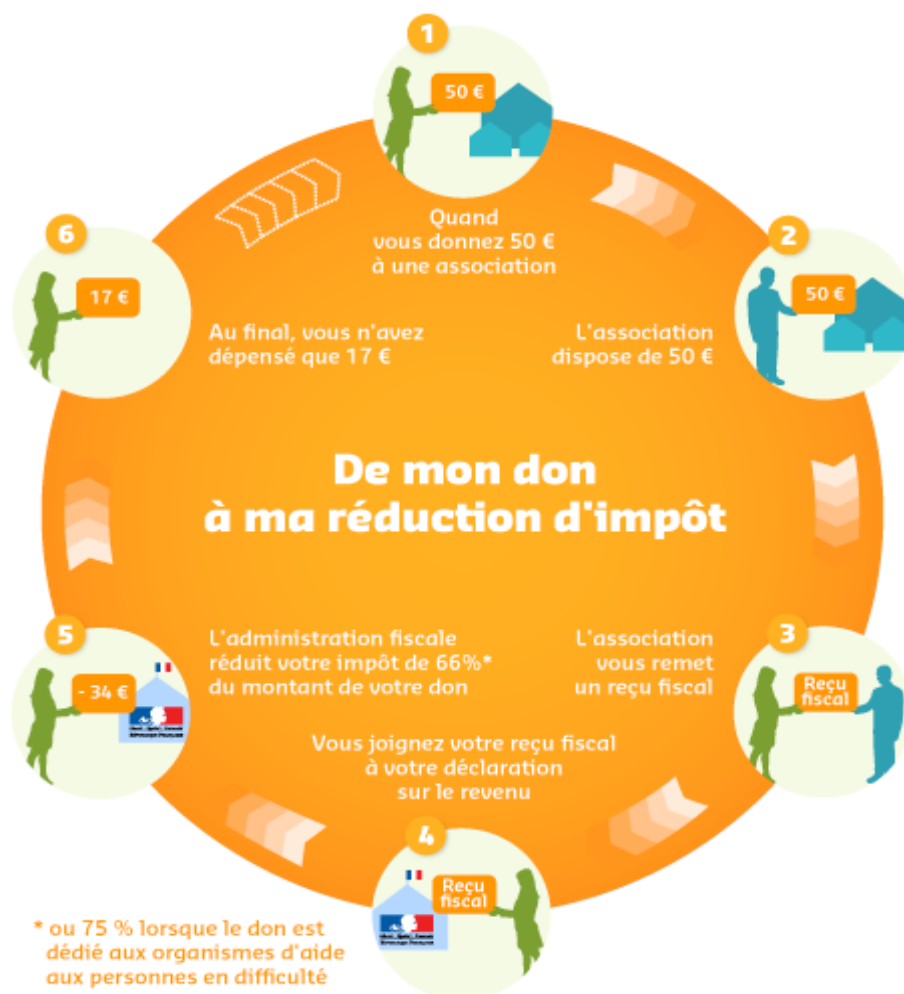 De mon don
à ma réduction d'impôt
1
50 €
Quand
vous donnez 50 €
à une association
2
50 €
L'association
dispose de 50 €
3
Reçu
fiscal
L'association
vous remet
un reçu fiscal
4
Reçu
fiscal
Vous joignez votre reçu fiscal
à votre déclaration
sur le revenu
5
- 34 €
L'administration fiscale
réduit votre impôt de 66%*
du montant de votre don
6
17 €
Au final, vous n'avez
dépensé que 17 €
* ou 75 % lorsque le don est
dédié aux organismes d'aide
aux personnes en difficulté